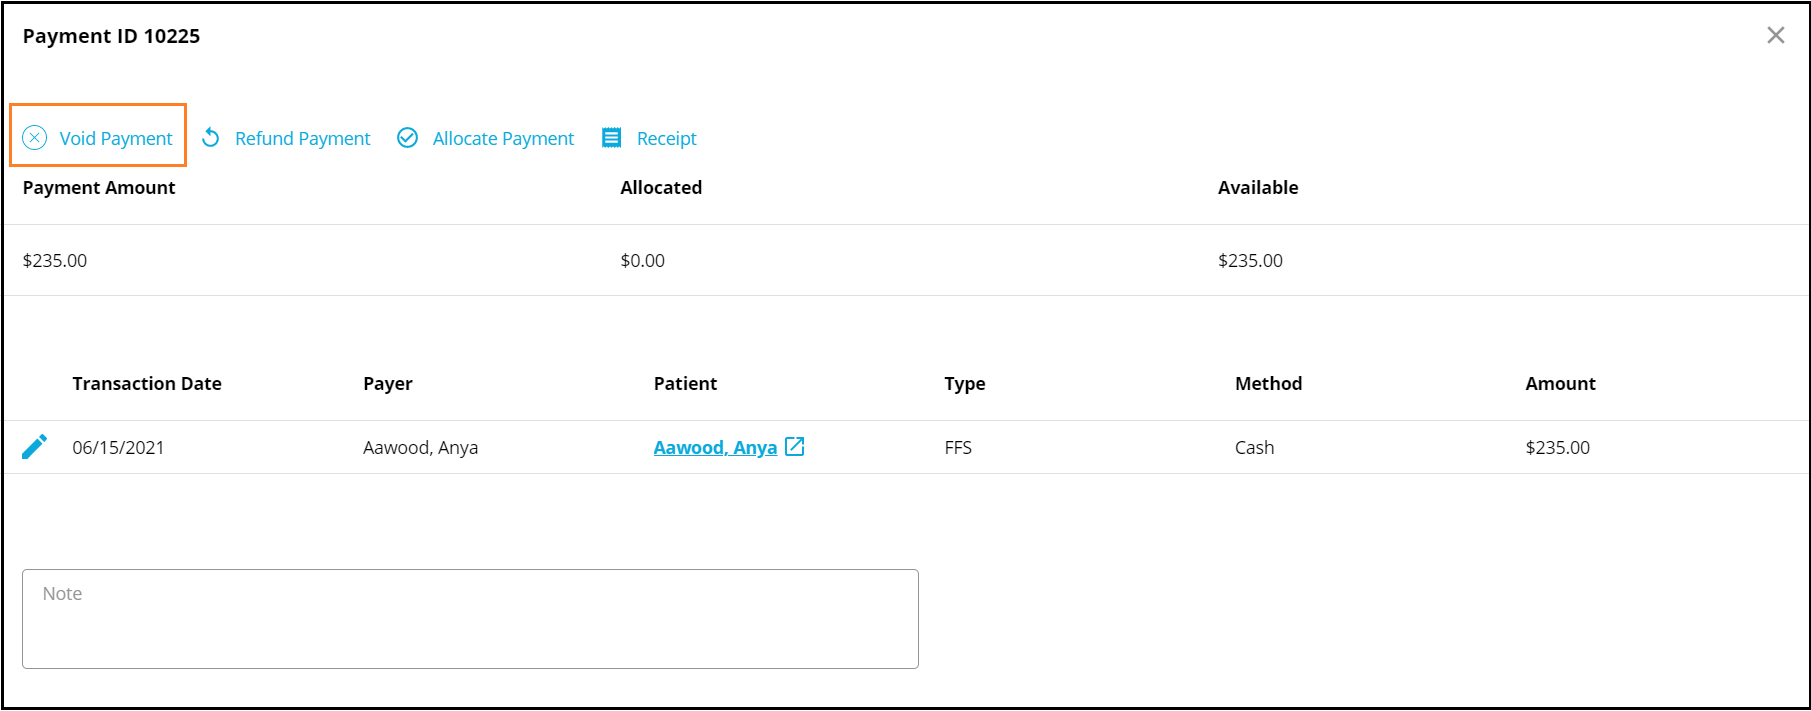 Payment ID 10225
Void Payment Refund Payment Allocate Payment Receipt
Payment Amount Allocated Available
$235.00 $0.00 $235.00
Transaction Date Payer Patient Type Method Amount
06/15/2021 Aawood, Anya Aawood, Anya FFS Cash $235.00
Note